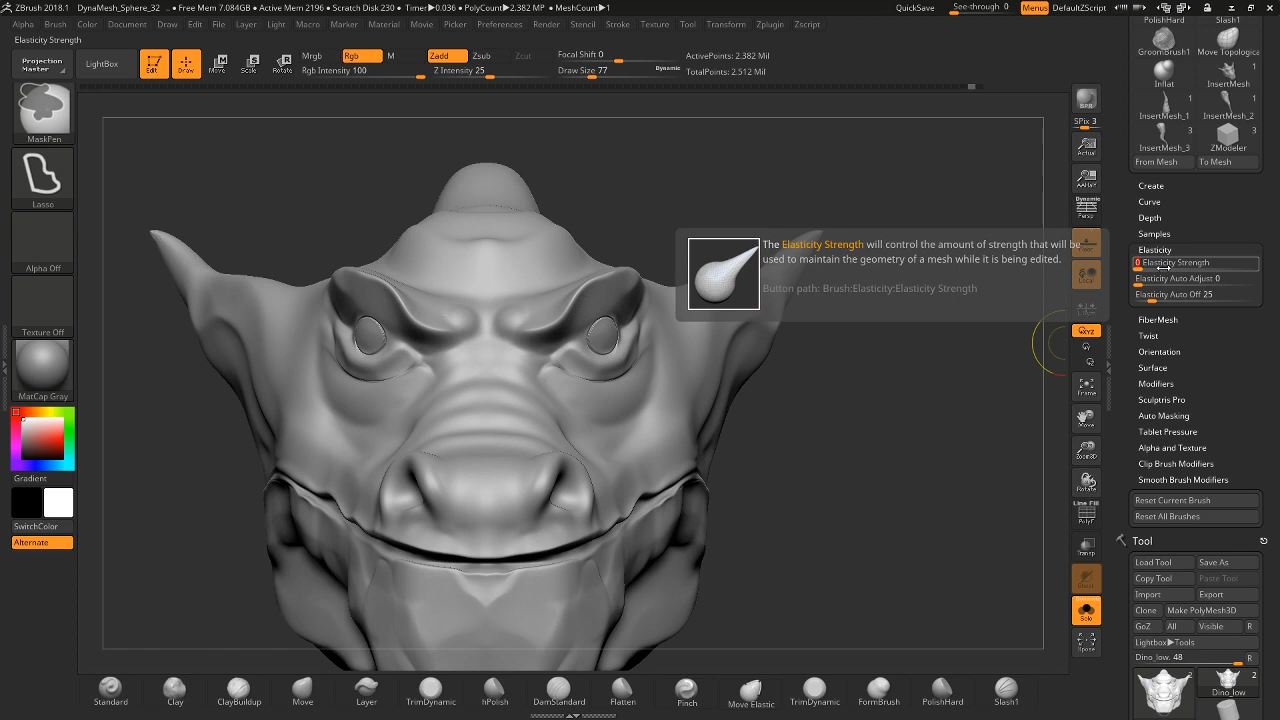 ZBrush 2018.1 DynaMesh_Sphere_32 • Free Mem 7.084GB • Active Mem 2196 • Scratch Disk 230 • Timer▶0.036 • PolyCount▶2.382 MP • MeshCount▶1 QuickSave See-through 0 Menus DefaultZScript
Alpha Brush Color Document Draw Edit File Layer Light Macro Marker Material Movie Picker Preferences Render Stencil Stroke Texture Tool Transform Zplugin Zscript
Elasticity Strength
Projection Master
LightBox
Edit Draw Move Scale Rotate
Mrgb Rgb M
Rgb Intensity 100
Zadd Zsub Zcut
Z Intensity 25
Focal Shift 0
Draw Size 77 Dynamic
ActivePoints: 2.382 Mil
TotalPoints: 2.512 Mil
MaskPen
Lasso
Alpha Off
Texture Off
MatCap Gray
Gradient
SwitchColor
Alternate
The Elasticity Strength will control the amount of strength that will be
used to maintain the geometry of a mesh while it is being edited.
Button path: Brush:Elasticity:Elasticity Strength
BPR
SPix 3
Actual
AAHalf
Dynamic
Persp
Local
XYZ
Frame
Move
Zoom3D
Rotate
Line Fill
PolyF
Transp
Dynamic
Solo
Xpose
PolishHard Slash1
GroomBrush1 Move Topologica
1
Inflat InsertMesh
1 1
InsertMesh_1 InsertMesh_2
3 3
InsertMesh_3 ZModeler
From Mesh To Mesh
Create
Curve
Depth
Samples
Elasticity
0 Elasticity Strength
Elasticity Auto Adjust 0
Elasticity Auto Off 25
FiberMesh
Twist
Orientation
Surface
Modifiers
Sculptris Pro
Auto Masking
Tablet Pressure
Alpha and Texture
Clip Brush Modifiers
Smooth Brush Modifiers
Reset Current Brush
Reset All Brushes
Tool
Load Tool Save As
Copy Tool Paste Tool
Import Export
Clone Make PolyMesh3D
GoZ All Visible R
Lightbox▶Tools
Dino_low. 48 R
2 2
Dino_low
Standard Clay ClayBuildup Move Layer TrimDynamic hPolish DamStandard Flatten Pinch Move Elastic TrimDynamic FormBrush PolishHard Slash1